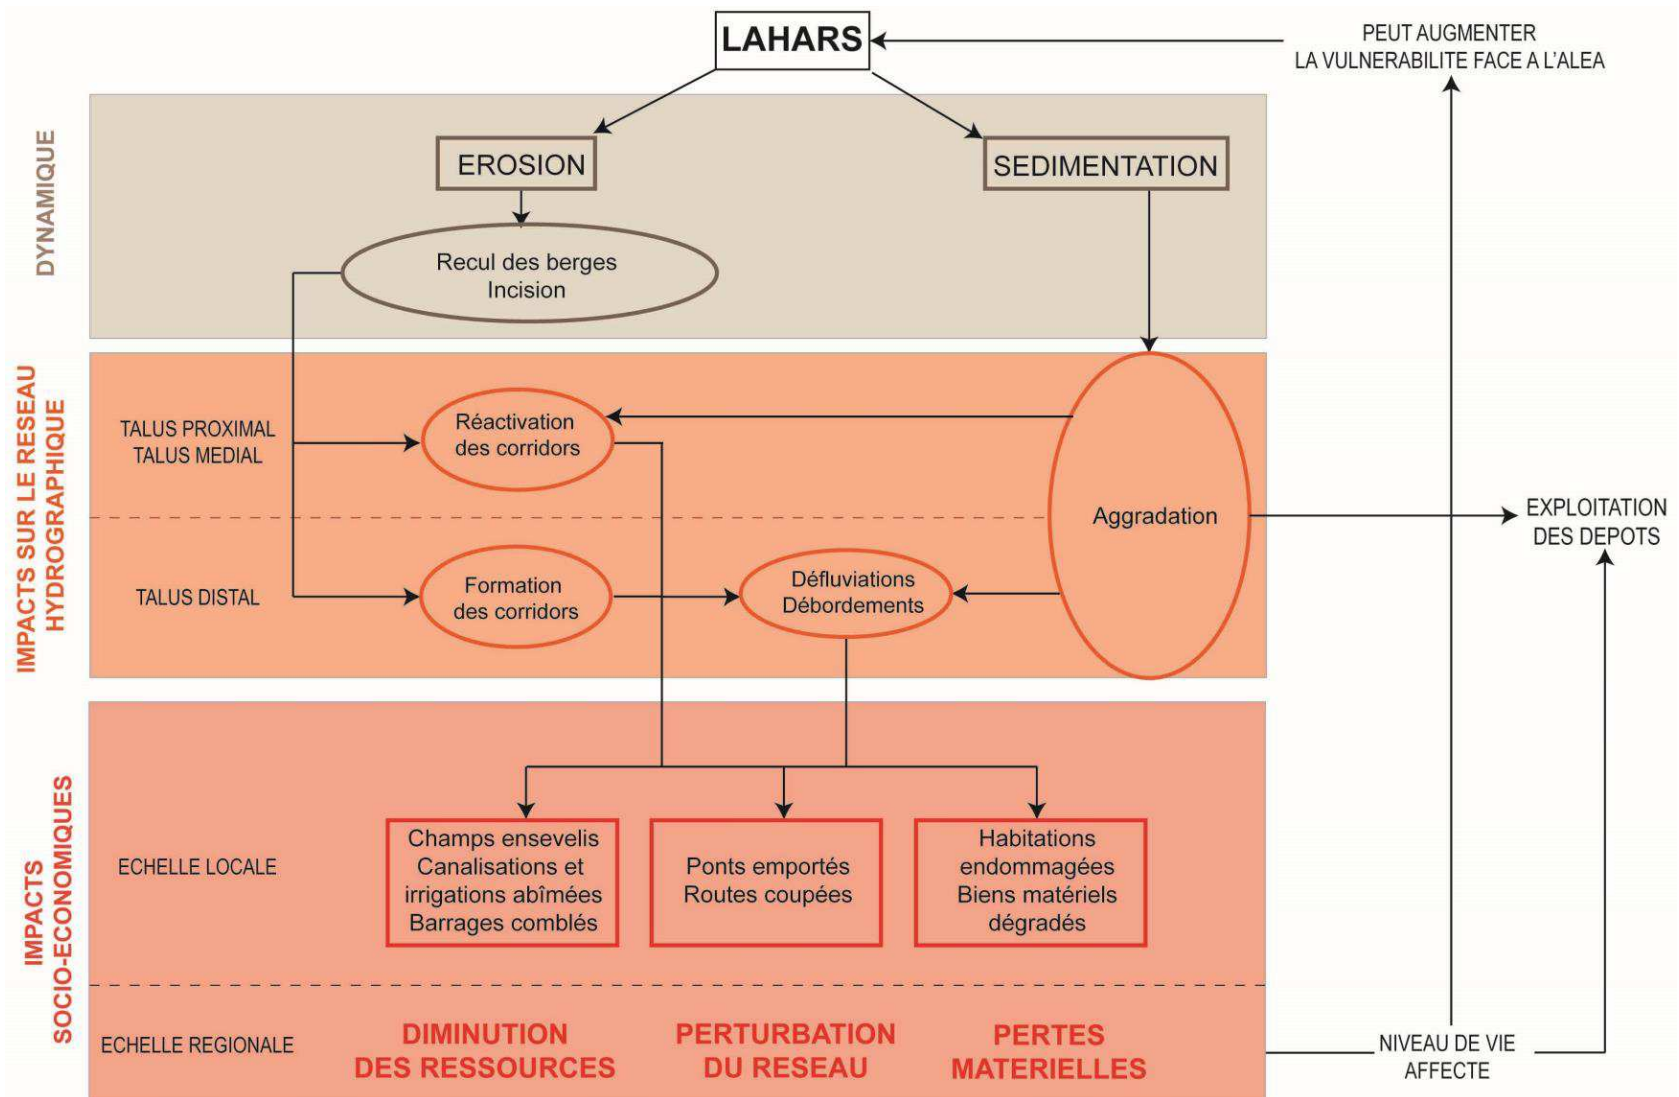 LAHARS
PEUT AUGMENTER
LA VULNERABILITE FACE A L'ALEA
DYNAMIQUE
EROSION
SEDIMENTATION
Recul des berges
Incision
IMPACTS SUR LE RESEAU
HYDROGRAPHIQUE
TALUS PROXIMAL
TALUS MEDIAL
Réactivation
des corridors
Aggradation
EXPLOITATION
DES DEPOTS
TALUS DISTAL
Formation
des corridors
Défluviations
Débordements
IMPACTS
SOCIO-ECONOMIQUES
ECHELLE LOCALE
Champs ensevelis
Canalisations et
irrigations abîmées
Barrages comblés
Ponts emportés
Routes coupées
Habitations
endommagées
Biens matériels
dégradés
ECHELLE REGIONALE
DIMINUTION
DES RESSOURCES
PERTURBATION
DU RESEAU
PERTES
MATERIELLES
NIVEAU DE VIE
AFFECTE